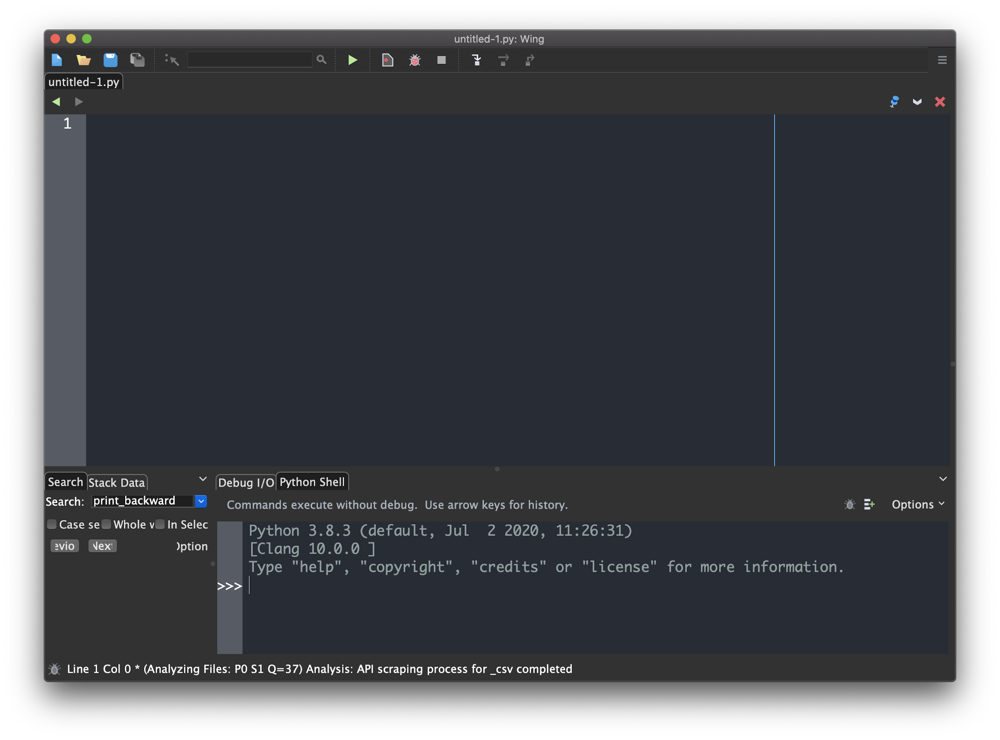 untitled-1.py: Wing
untitled-1.py
1
Search Stack Data
Debug I/O Python Shell
Search: print_backward
Commands execute without debug. Use arrow keys for history.
Options
Case se Whole In Selec
evio Nex Option
Python 3.8.3 (default, Jul  2 2020, 11:26:31)
[Clang 10.0.0 ]
Type "help", "copyright", "credits" or "license" for more information.
>>>
Line 1 Col 0 * (Analyzing Files: P0 S1 Q=37) Analysis: API scraping process for _csv completed